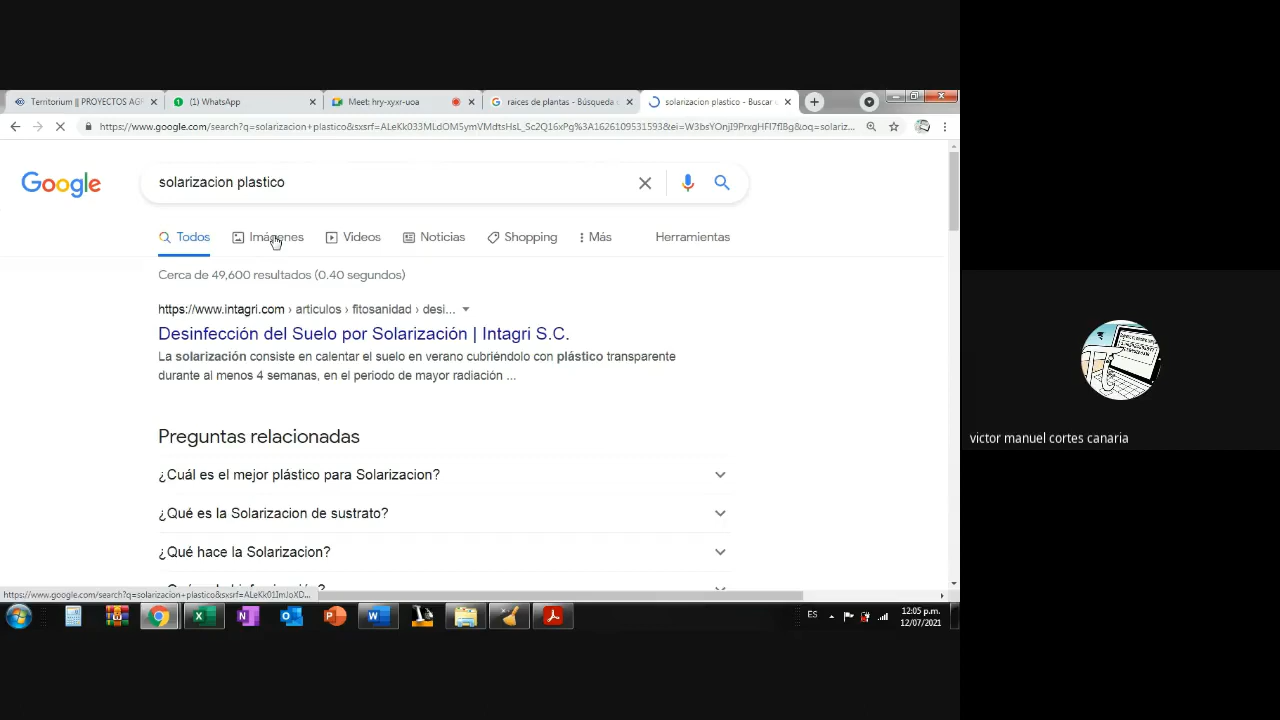 Territorium || PROYECTOS AGR
(1) WhatsApp
Meet: hry-xyxr-uoa
raices de plantas - Búsqueda
solarizacion plastico - Buscar
Google
solarizacion plastico
Todos
Imágenes
Videos
Noticias
Shopping
Más
Herramientas
Cerca de 49,600 resultados (0.40 segundos)
https://www.intagri.com › articulos › fitosanidad › desi...
Desinfección del Suelo por Solarización | Intagri S.C.
La solarización consiste en calentar el suelo en verano cubriéndolo con plástico transparente
durante al menos 4 semanas, en el periodo de mayor radiación ...
Preguntas relacionadas
¿Cuál es el mejor plástico para Solarizacion?
¿Qué es la Solarizacion de sustrato?
¿Qué hace la Solarizacion?
ES
12:05 p.m.
12/07/2021
victor manuel cortes canaria